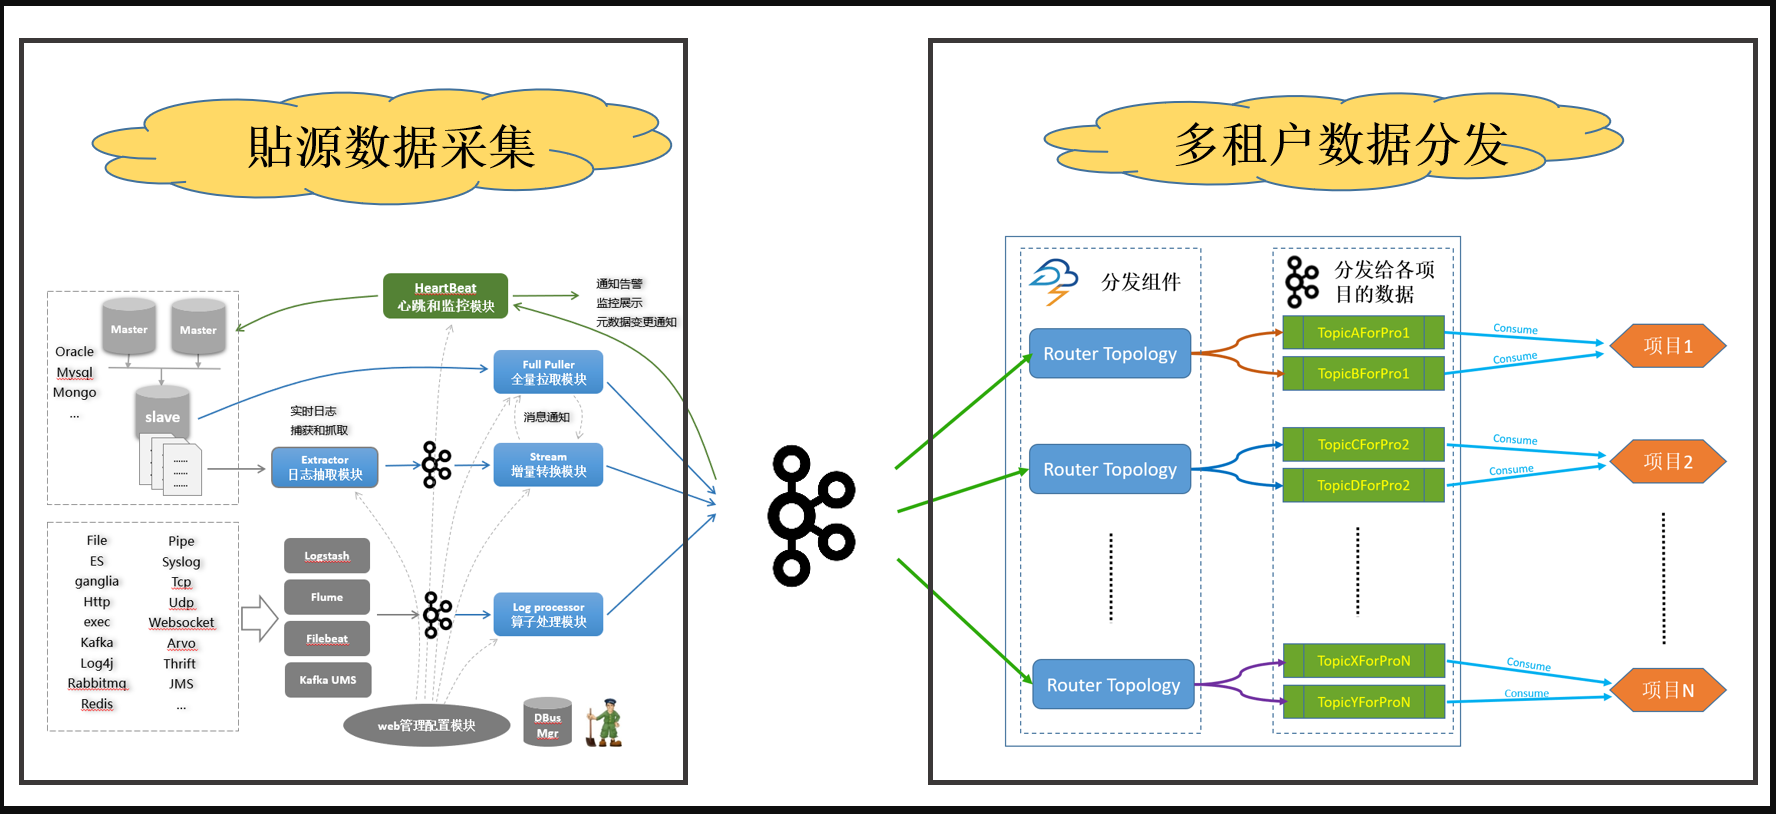 貼源数据采集
HeartBeat
心跳和监控模块
通知告警
监控展示
元数据变更通知
Master
Master
Oracle
Mysql
Mongo
...
slave
......
......
......
Full Puller
全量拉取模块
消息通知
实时日志
捕获和抓取
Extractor
日志抽取模块
Stream
增量转换模块
File
ES
ganglia
Http
exec
Kafka
Log4j
Rabbitmq
Redis
Pipe
Syslog
Tcp
Udp
Websocket
Arvo
Thrift
JMS
...
Logstash
Flume
Filebeat
Kafka UMS
Log processor
算子处理模块
web管理配置模块
DBus
Mgr
多租户数据分发
分发组件
分发给各项
目的数据
Router Topology
TopicAForPro1
TopicBForPro1
Consume
Consume
项目1
Router Topology
TopicCForPro2
TopicDForPro2
Consume
Consume
项目2
Router Topology
TopicXForProN
TopicYForProN
Consume
Consume
项目N